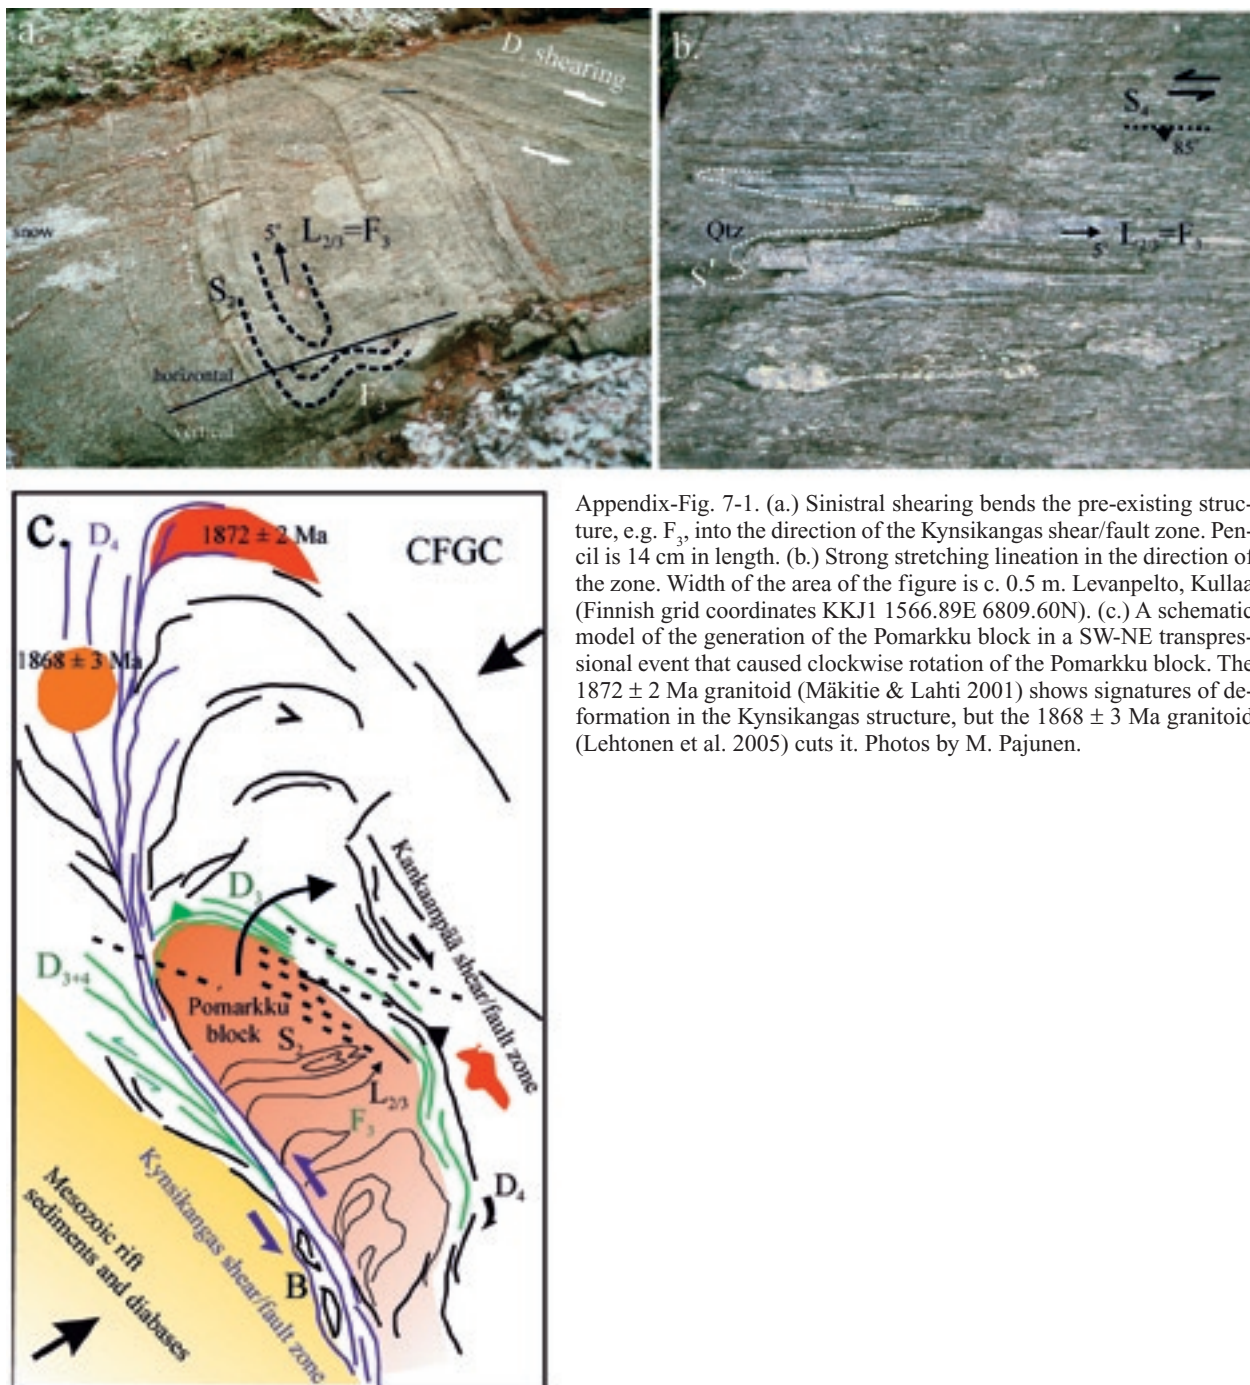 a.
D. shearing
snow
5°
L2/3=F3
S2
horizontal
vertical
b.
S4
85°
Qtz
5°
L2/3=F3
S'
S
c.
D4
1872 ± 2 Ma
CFGC
1868 ± 3 Ma
D3
Kankaanpää shear/fault zone
D3+4
Pomarkku
block
S2
L2/3
F3
D4
Kynsikangas shear/fault zone
B
Mesozoic rift
sediments and diabases
Appendix-Fig. 7-1. (a.) Sinistral shearing bends the pre-existing struc-
ture, e.g. F3, into the direction of the Kynsikangas shear/fault zone. Pen-
cil is 14 cm in length. (b.) Strong stretching lineation in the direction of
the zone. Width of the area of the figure is c. 0.5 m. Levanpelto, Kullaa
(Finnish grid coordinates KKJ1 1566.89E 6809.60N). (c.) A schematic
model of the generation of the Pomarkku block in a SW-NE transpres-
sional event that caused clockwise rotation of the Pomarkku block. The
1872 ± 2 Ma granitoid (Mäkitie & Lahti 2001) shows signatures of de-
formation in the Kynsikangas structure, but the 1868 ± 3 Ma granitoid
(Lehtonen et al. 2005) cuts it. Photos by M. Pajunen.